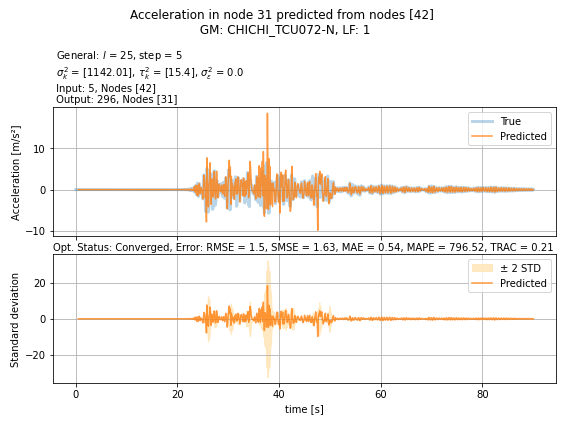 Acceleration in node 31 predicted from nodes [42]
GM: CHICHI_TCU072-N, LF: 1
General: l = 25, step = 5
σ²_k = [1142.01], τ²_k = [15.4], σ²_ε = 0.0
Input: 5, Nodes [42]
Output: 296, Nodes [31]
True
Predicted
Acceleration [m/s²]
10
0
−10
Opt. Status: Converged, Error: RMSE = 1.5, SMSE = 1.63, MAE = 0.54, MAPE = 796.52, TRAC = 0.21
± 2 STD
Predicted
Standard deviation
20
0
−20
0 20 40 60 80
time [s]